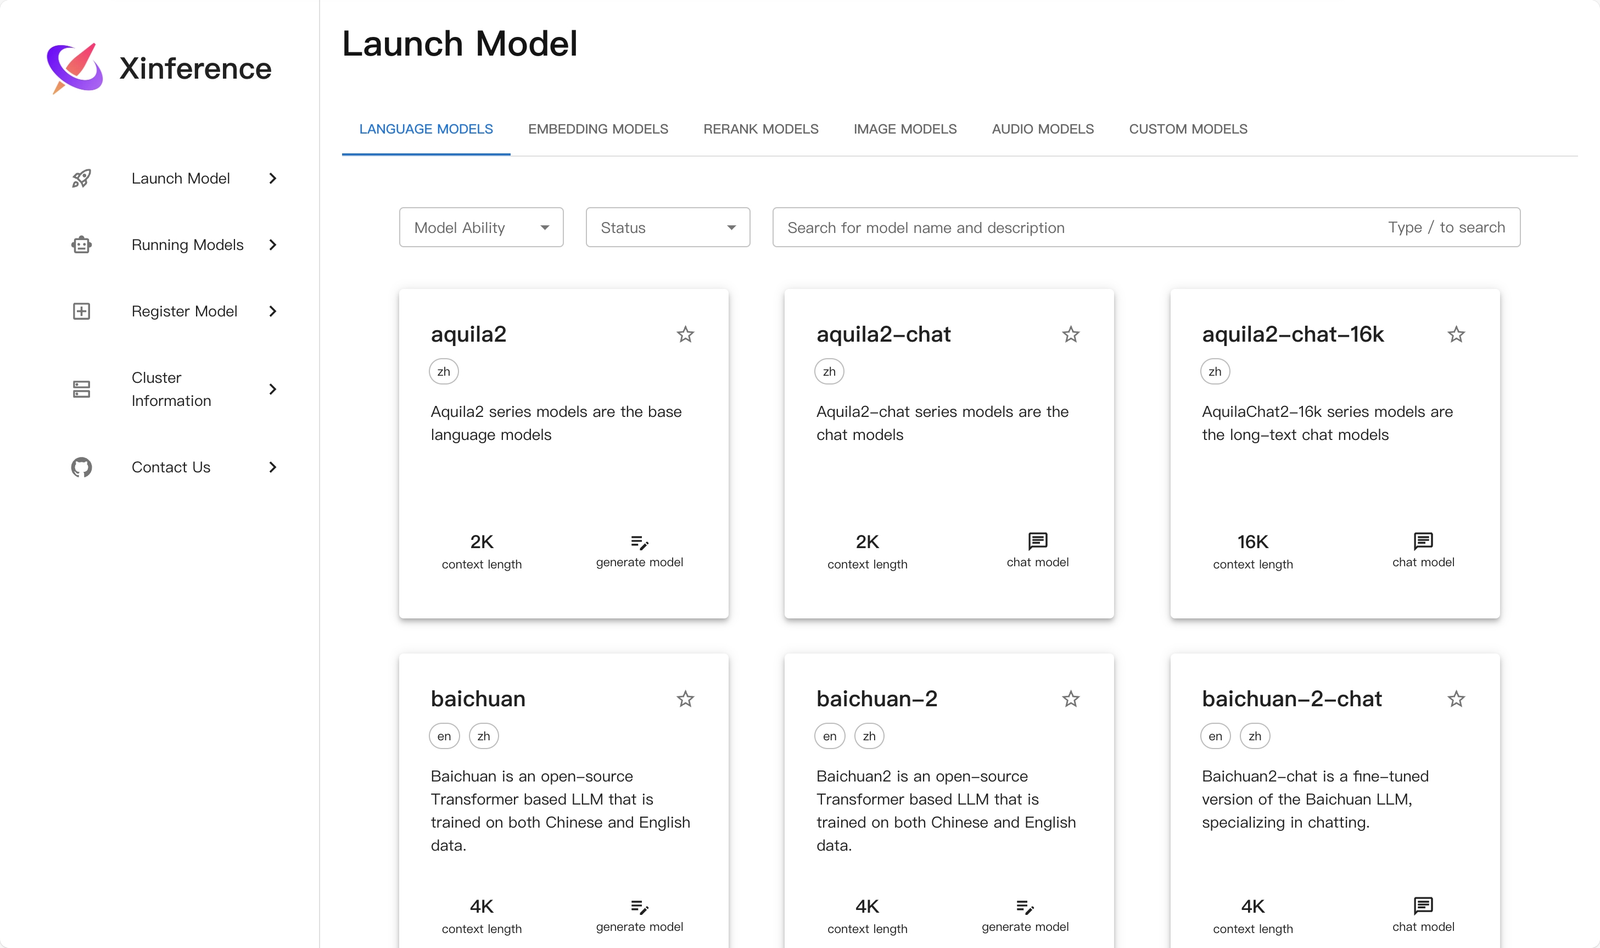 Xinference
Launch Model
Running Models
Register Model
Cluster
Information
Contact Us
Launch Model
LANGUAGE MODELS EMBEDDING MODELS RERANK MODELS IMAGE MODELS AUDIO MODELS CUSTOM MODELS
Model Ability Status Search for model name and description Type / to search
aquila2
zh
Aquila2 series models are the base
language models
2K
context length
generate model
aquila2-chat
zh
Aquila2-chat series models are the
chat models
2K
context length
chat model
aquila2-chat-16k
zh
AquilaChat2-16k series models are
the long-text chat models
16K
context length
chat model
baichuan
en zh
Baichuan is an open-source
Transformer based LLM that is
trained on both Chinese and English
data.
4K
context length
generate model
baichuan-2
en zh
Baichuan2 is an open-source
Transformer based LLM that is
trained on both Chinese and English
data.
4K
context length
generate model
baichuan-2-chat
en zh
Baichuan2-chat is a fine-tuned
version of the Baichuan LLM,
specializing in chatting.
4K
context length
chat model